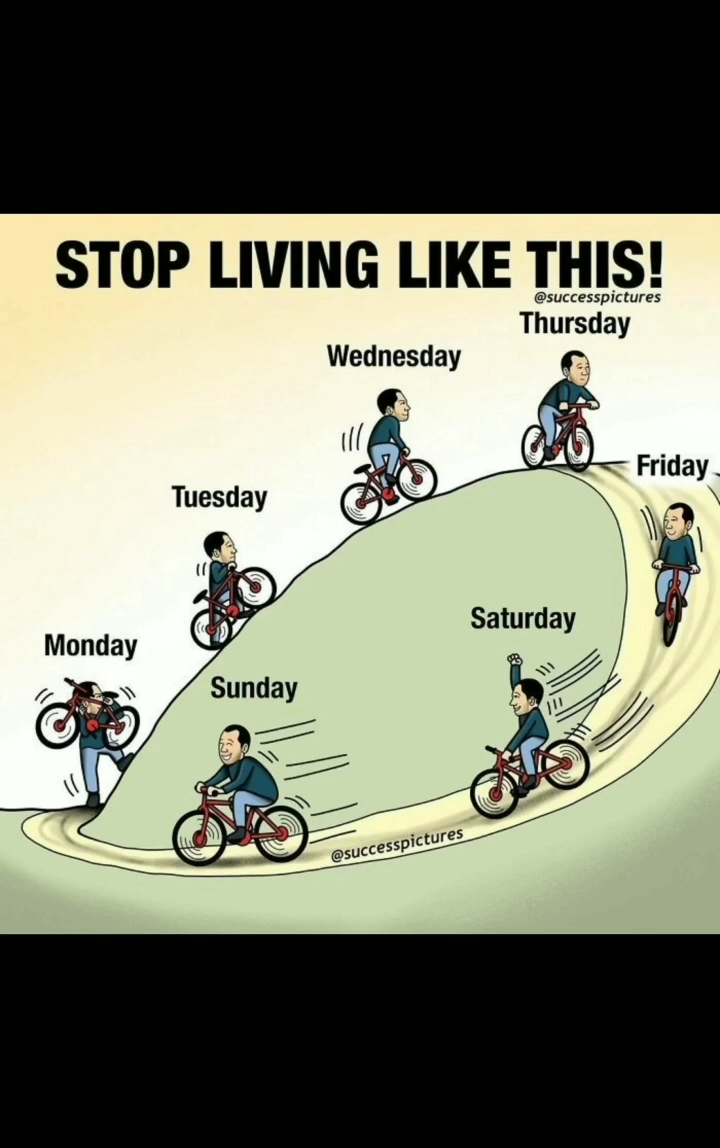 STOP LIVING LIKE THIS!
@successpictures
Thursday
Wednesday
Friday
Tuesday
Saturday
Monday
Sunday
@successpictures